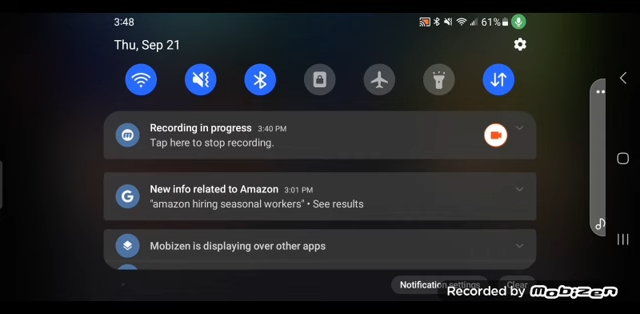 3:48
61%
Thu, Sep 21
Recording in progress 3:40 PM
Tap here to stop recording.
New info related to Amazon 3:01 PM
"amazon hiring seasonal workers" • See results
Mobizen is displaying over other apps
Notification settings
Clear
Recorded by Mobizen